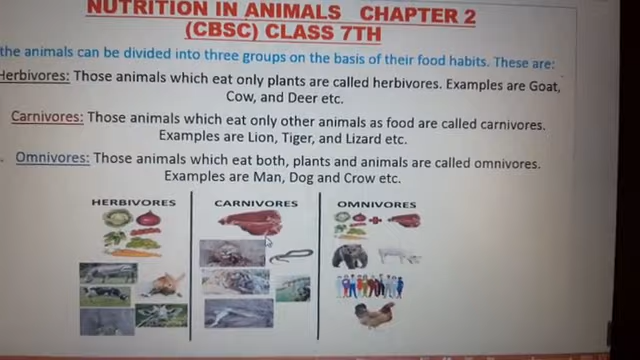 NUTRITION IN ANIMALS CHAPTER 2
(CBSC) CLASS 7TH
the animals can be divided into three groups on the basis of their food habits. These are:
Herbivores: Those animals which eat only plants are called herbivores. Examples are Goat,
Cow, and Deer etc.
Carnivores: Those animals which eat only other animals as food are called carnivores.
Examples are Lion, Tiger, and Lizard etc.
. Omnivores: Those animals which eat both, plants and animals are called omnivores.
Examples are Man, Dog and Crow etc.
HERBIVORES CARNIVORES OMNIVORES